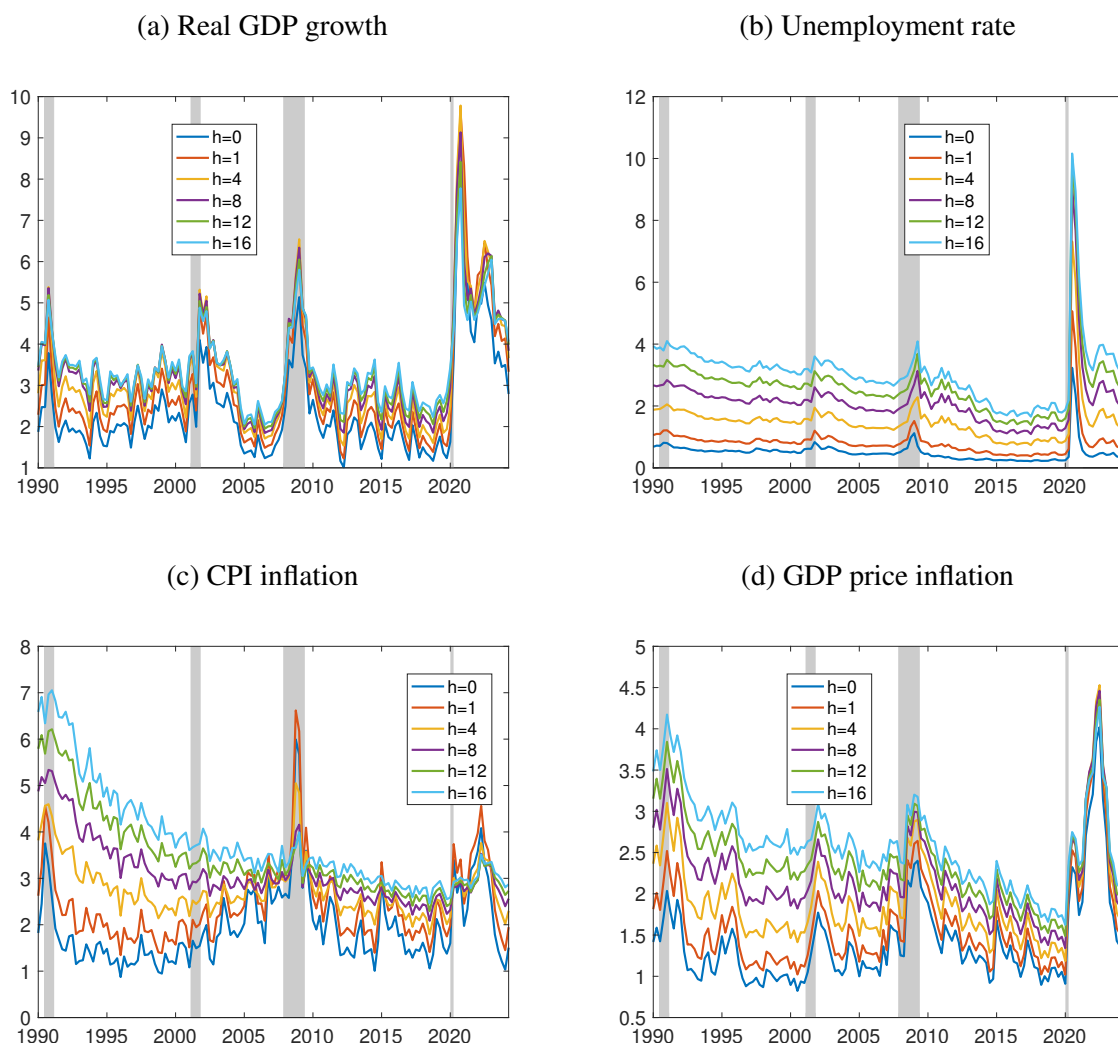 (a) Real GDP growth
10
9
8
7
6
5
4
3
2
1
1990 1995 2000 2005 2010 2015 2020
h=0
h=1
h=4
h=8
h=12
h=16
(b) Unemployment rate
12
10
8
6
4
2
0
1990 1995 2000 2005 2010 2015 2020
h=0
h=1
h=4
h=8
h=12
h=16
(c) CPI inflation
8
7
6
5
4
3
2
1
0
1990 1995 2000 2005 2010 2015 2020
h=0
h=1
h=4
h=8
h=12
h=16
(d) GDP price inflation
5
4.5
4
3.5
3
2.5
2
1.5
1
0.5
1990 1995 2000 2005 2010 2015 2020
h=0
h=1
h=4
h=8
h=12
h=16